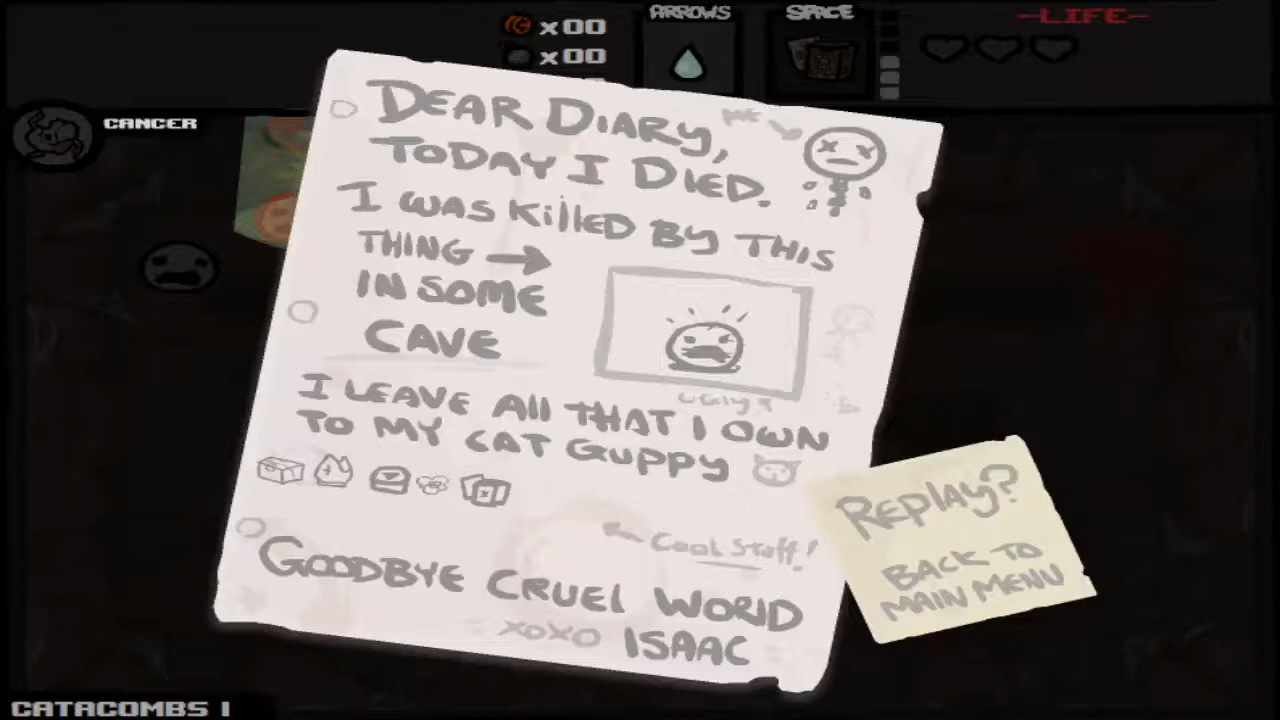 ARROWS
SPACE
-LIFE-
x00
x00
CANCER
DEAR DIARY,
TODAY I DIED.
I WAS KILLED BY THIS
THING →
IN SOME
CAVE
UGLY
I LEAVE ALL THAT I OWN
TO MY CAT GUPPY
← COOL STUFF!
GOODBYE CRUEL WORLD
XOXO ISAAC
REPLAY?
BACK TO
MAIN MENU
CATACOMBS I